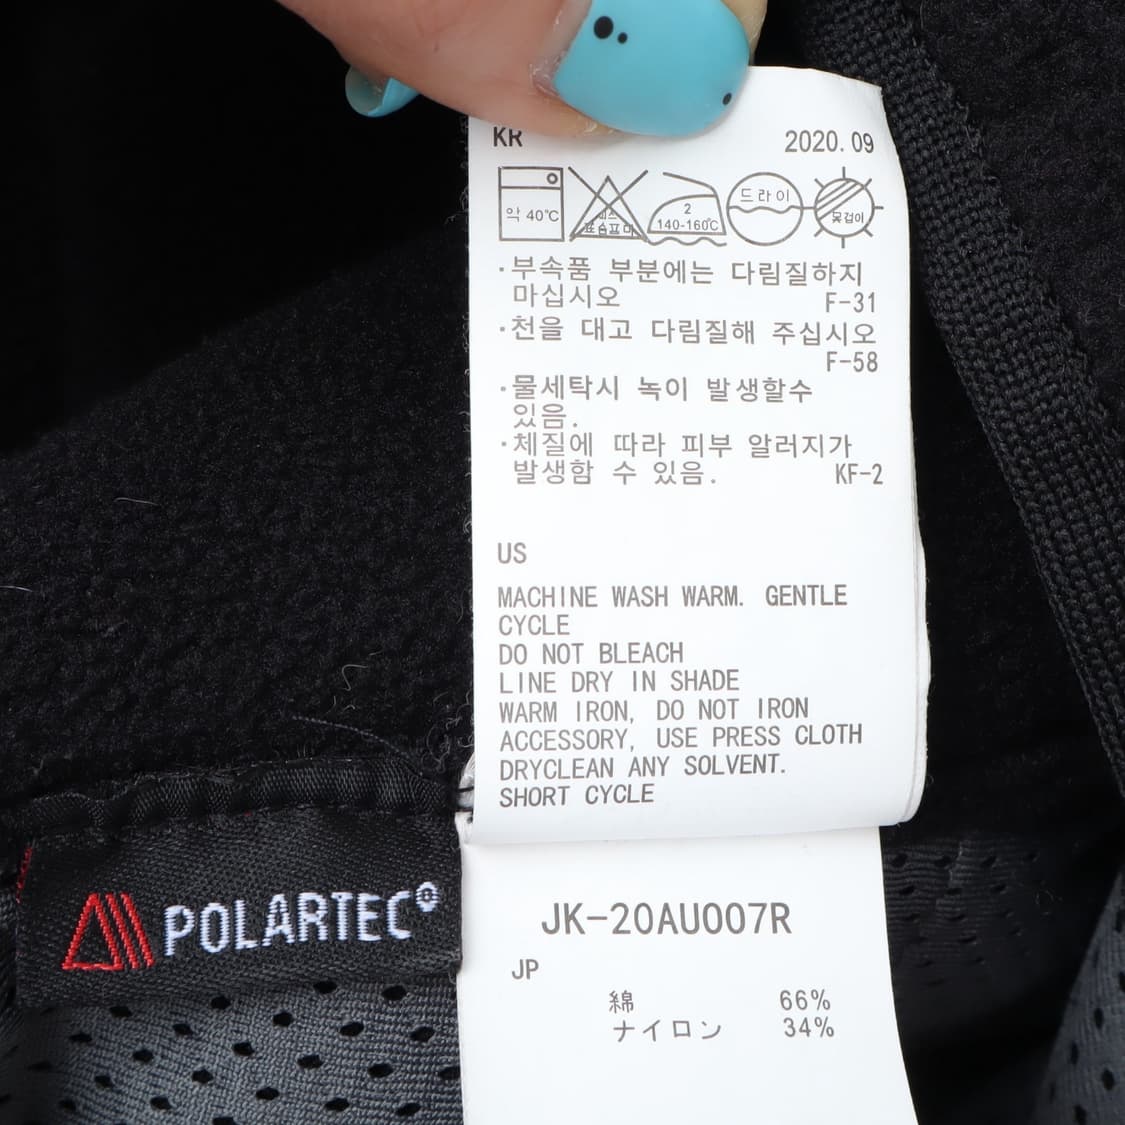 KR 2020.09
약 40℃
2
140-160℃
드라이
뭇걸이
·부속품 부분에는 다림질하지
마십시오 F-31
·천을 대고 다림질해 주십시오
F-58
·물세탁시 녹이 발생할수
있음.
·체질에 따라 피부 알러지가
발생함 수 있음. KF-2
US
MACHINE WASH WARM. GENTLE
CYCLE
DO NOT BLEACH
LINE DRY IN SHADE
WARM IRON, DO NOT IRON
ACCESSORY, USE PRESS CLOTH
DRYCLEAN ANY SOLVENT.
SHORT CYCLE
POLARTEC®
JK-20AU007R
JP
綿 66%
ナイロン 34%